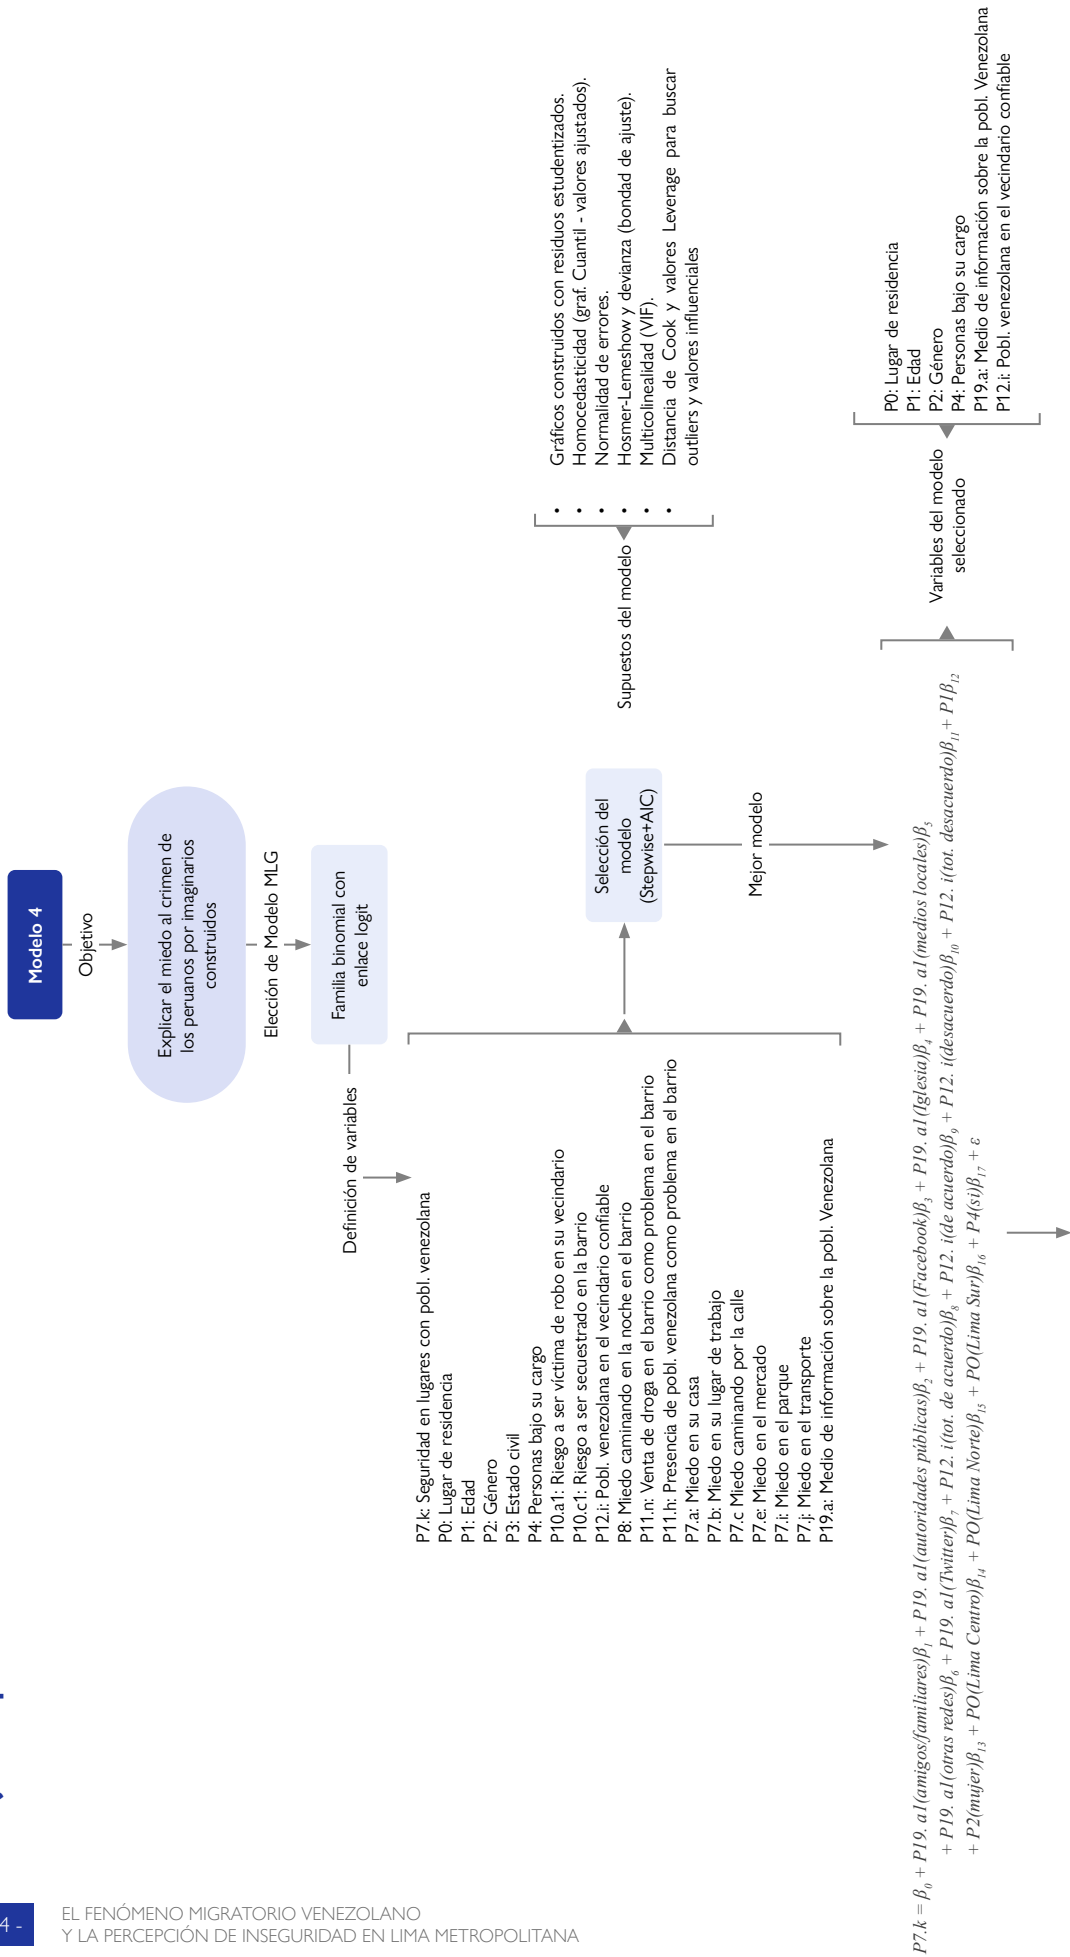 Modelo 4
Objetivo
Explicar el miedo al crimen de
los peruanos por imaginarios
construidos
Elección de Modelo MLG
Familia binomial con
enlace logit
Definición de variables
P7.k: Seguridad en lugares con pobl. venezolana
P0: Lugar de residencia
P1: Edad
P2: Género
P3: Estado civil
P4: Personas bajo su cargo
P10.a1: Riesgo a ser víctima de robo en su vecindario
P10.c1: Riesgo a ser secuestrado en la barrio
P12.i: Pobl. venezolana en el vecindario confiable
P8: Miedo caminando en la noche en el barrio
P11.n: Venta de droga en el barrio como problema en el barrio
P11.h: Presencia de pobl. venezolana como problema en el barrio
P7.a: Miedo en su casa
P7.b: Miedo en su lugar de trabajo
P7.c Miedo caminando por la calle
P7.e: Miedo en el mercado
P7.i: Miedo en el parque
P7.j: Miedo en el transporte
P19.a: Medio de información sobre la pobl. Venezolana
Selección del
modelo
(Stepwise+AIC)
Supuestos del modelo
• Gráficos construidos con residuos estudentizados.
• Homocedasticidad (graf. Cuantil - valores ajustados).
• Normalidad de errores.
• Hosmer-Lemeshow y devianza (bondad de ajuste).
• Multicolinealidad (VIF).
• Distancia de Cook y valores Leverage para buscar
outliers y valores influenciales
Mejor modelo
P7.k = β0 + P19. a1(amigos/familiares)β1 + P19. a1(autoridades públicas)β2 + P19. a1(Facebook)β3 + P19. a1(Iglesia)β4 + P19. a1(medios locales)β5
+ P19. a1(otras redes)β6 + P19. a1(Twitter)β7 + P12. i(tot. de acuerdo)β8 + P12. i(de acuerdo)β9 + P12. i(desacuerdo)β10 + P12. i(tot. desacuerdo)β11 + P1β12
+ P2(mujer)β13 + PO(Lima Centro)β14 + PO(Lima Norte)β15 + PO(Lima Sur)β16 + P4(si)β17 + ε
Variables del modelo
seleccionado
P0: Lugar de residencia
P1: Edad
P2: Género
P4: Personas bajo su cargo
P19.a: Medio de información sobre la pobl. Venezolana
P12.i: Pobl. venezolana en el vecindario confiable
4 -
EL FENÓMENO MIGRATORIO VENEZOLANO
Y LA PERCEPCIÓN DE INSEGURIDAD EN LIMA METROPOLITANA